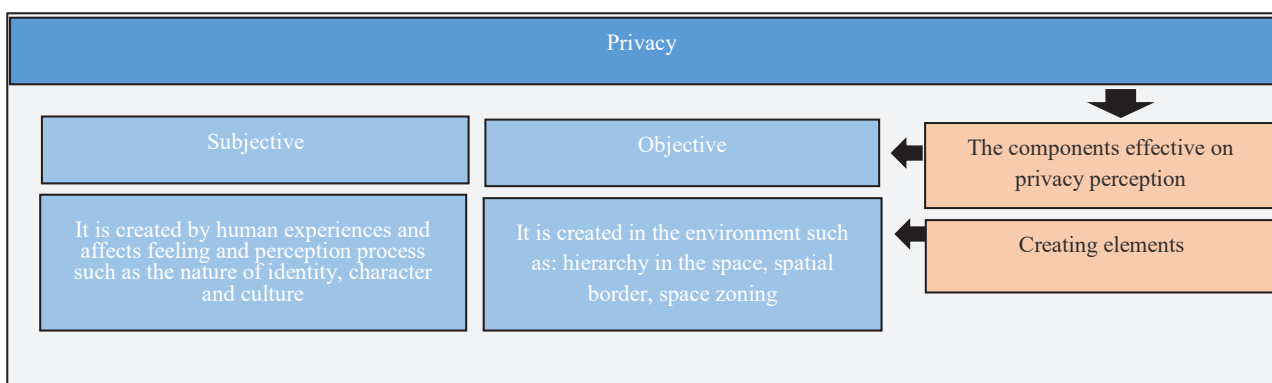 Privacy
Subjective
Objective
The components effective on
privacy perception
It is created by human experiences and
affects feeling and perception process
such as the nature of identity, character
and culture
It is created in the environment such
as: hierarchy in the space, spatial
border, space zoning
Creating elements